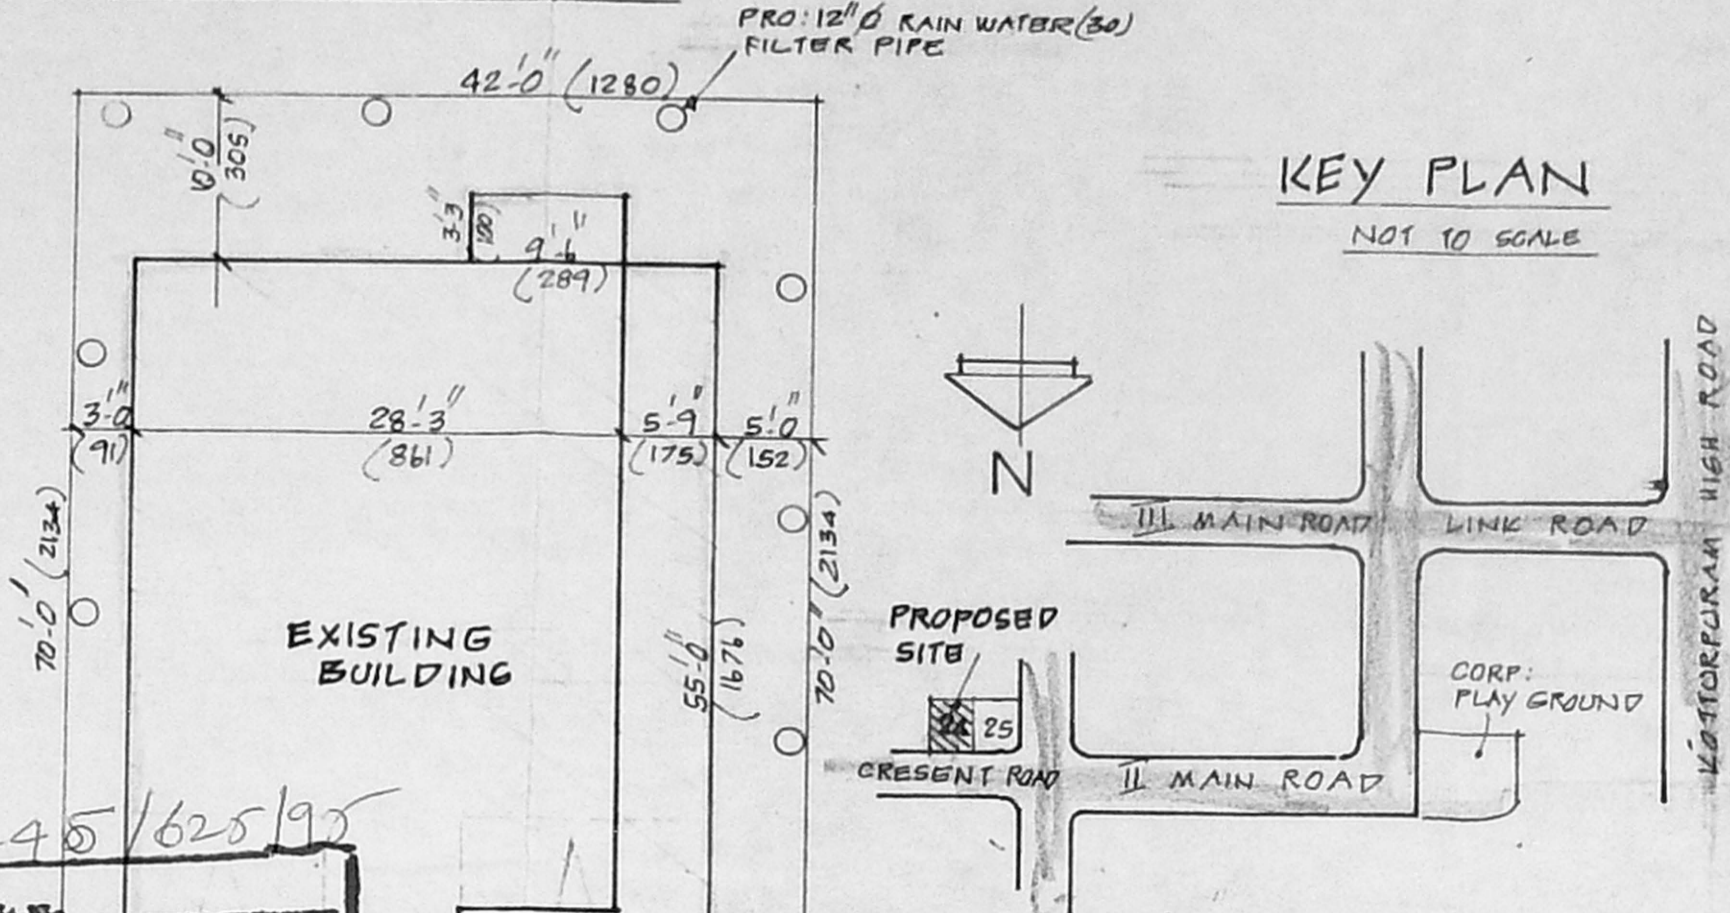 PRO: 12"Ø RAIN WATER (30)
FILTER PIPE
42'-0" (1280)
10'-0"
(305)
3'-3"
(100)
9'-6"
(289)
3'-0"
(91)
28'-3"
(861)
5'-9"
(175)
5'-0"
(152)
70'-0" (2134)
EXISTING
BUILDING
55'-0"
(1676)
70'-0" (2134)
45/625/95
KEY PLAN
NOT TO SCALE
N
III MAIN ROAD
LINK ROAD
KOTTURPURAM HIGH ROAD
PROPOSED
SITE
24
25
CORP:
PLAY GROUND
CRESENT ROAD
II MAIN ROAD